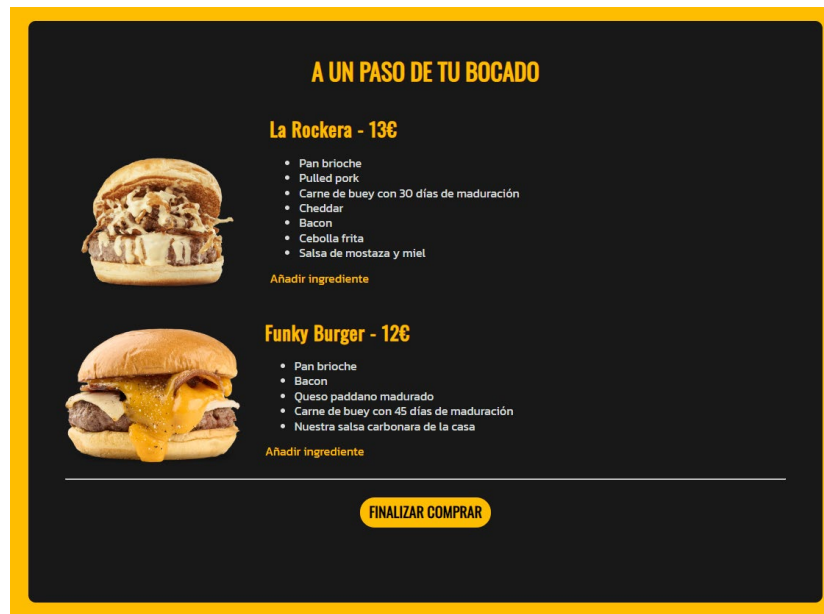 A UN PASO DE TU BOCADO
La Rockera - 13€
Pan brioche
Pulled pork
Carne de buey con 30 días de maduración
Cheddar
Bacon
Cebolla frita
Salsa de mostaza y miel
Añadir ingrediente
Funky Burger - 12€
Pan brioche
Bacon
Queso paddano madurado
Carne de buey con 45 días de maduración
Nuestra salsa carbonara de la casa
Añadir ingrediente
FINALIZAR COMPRAR